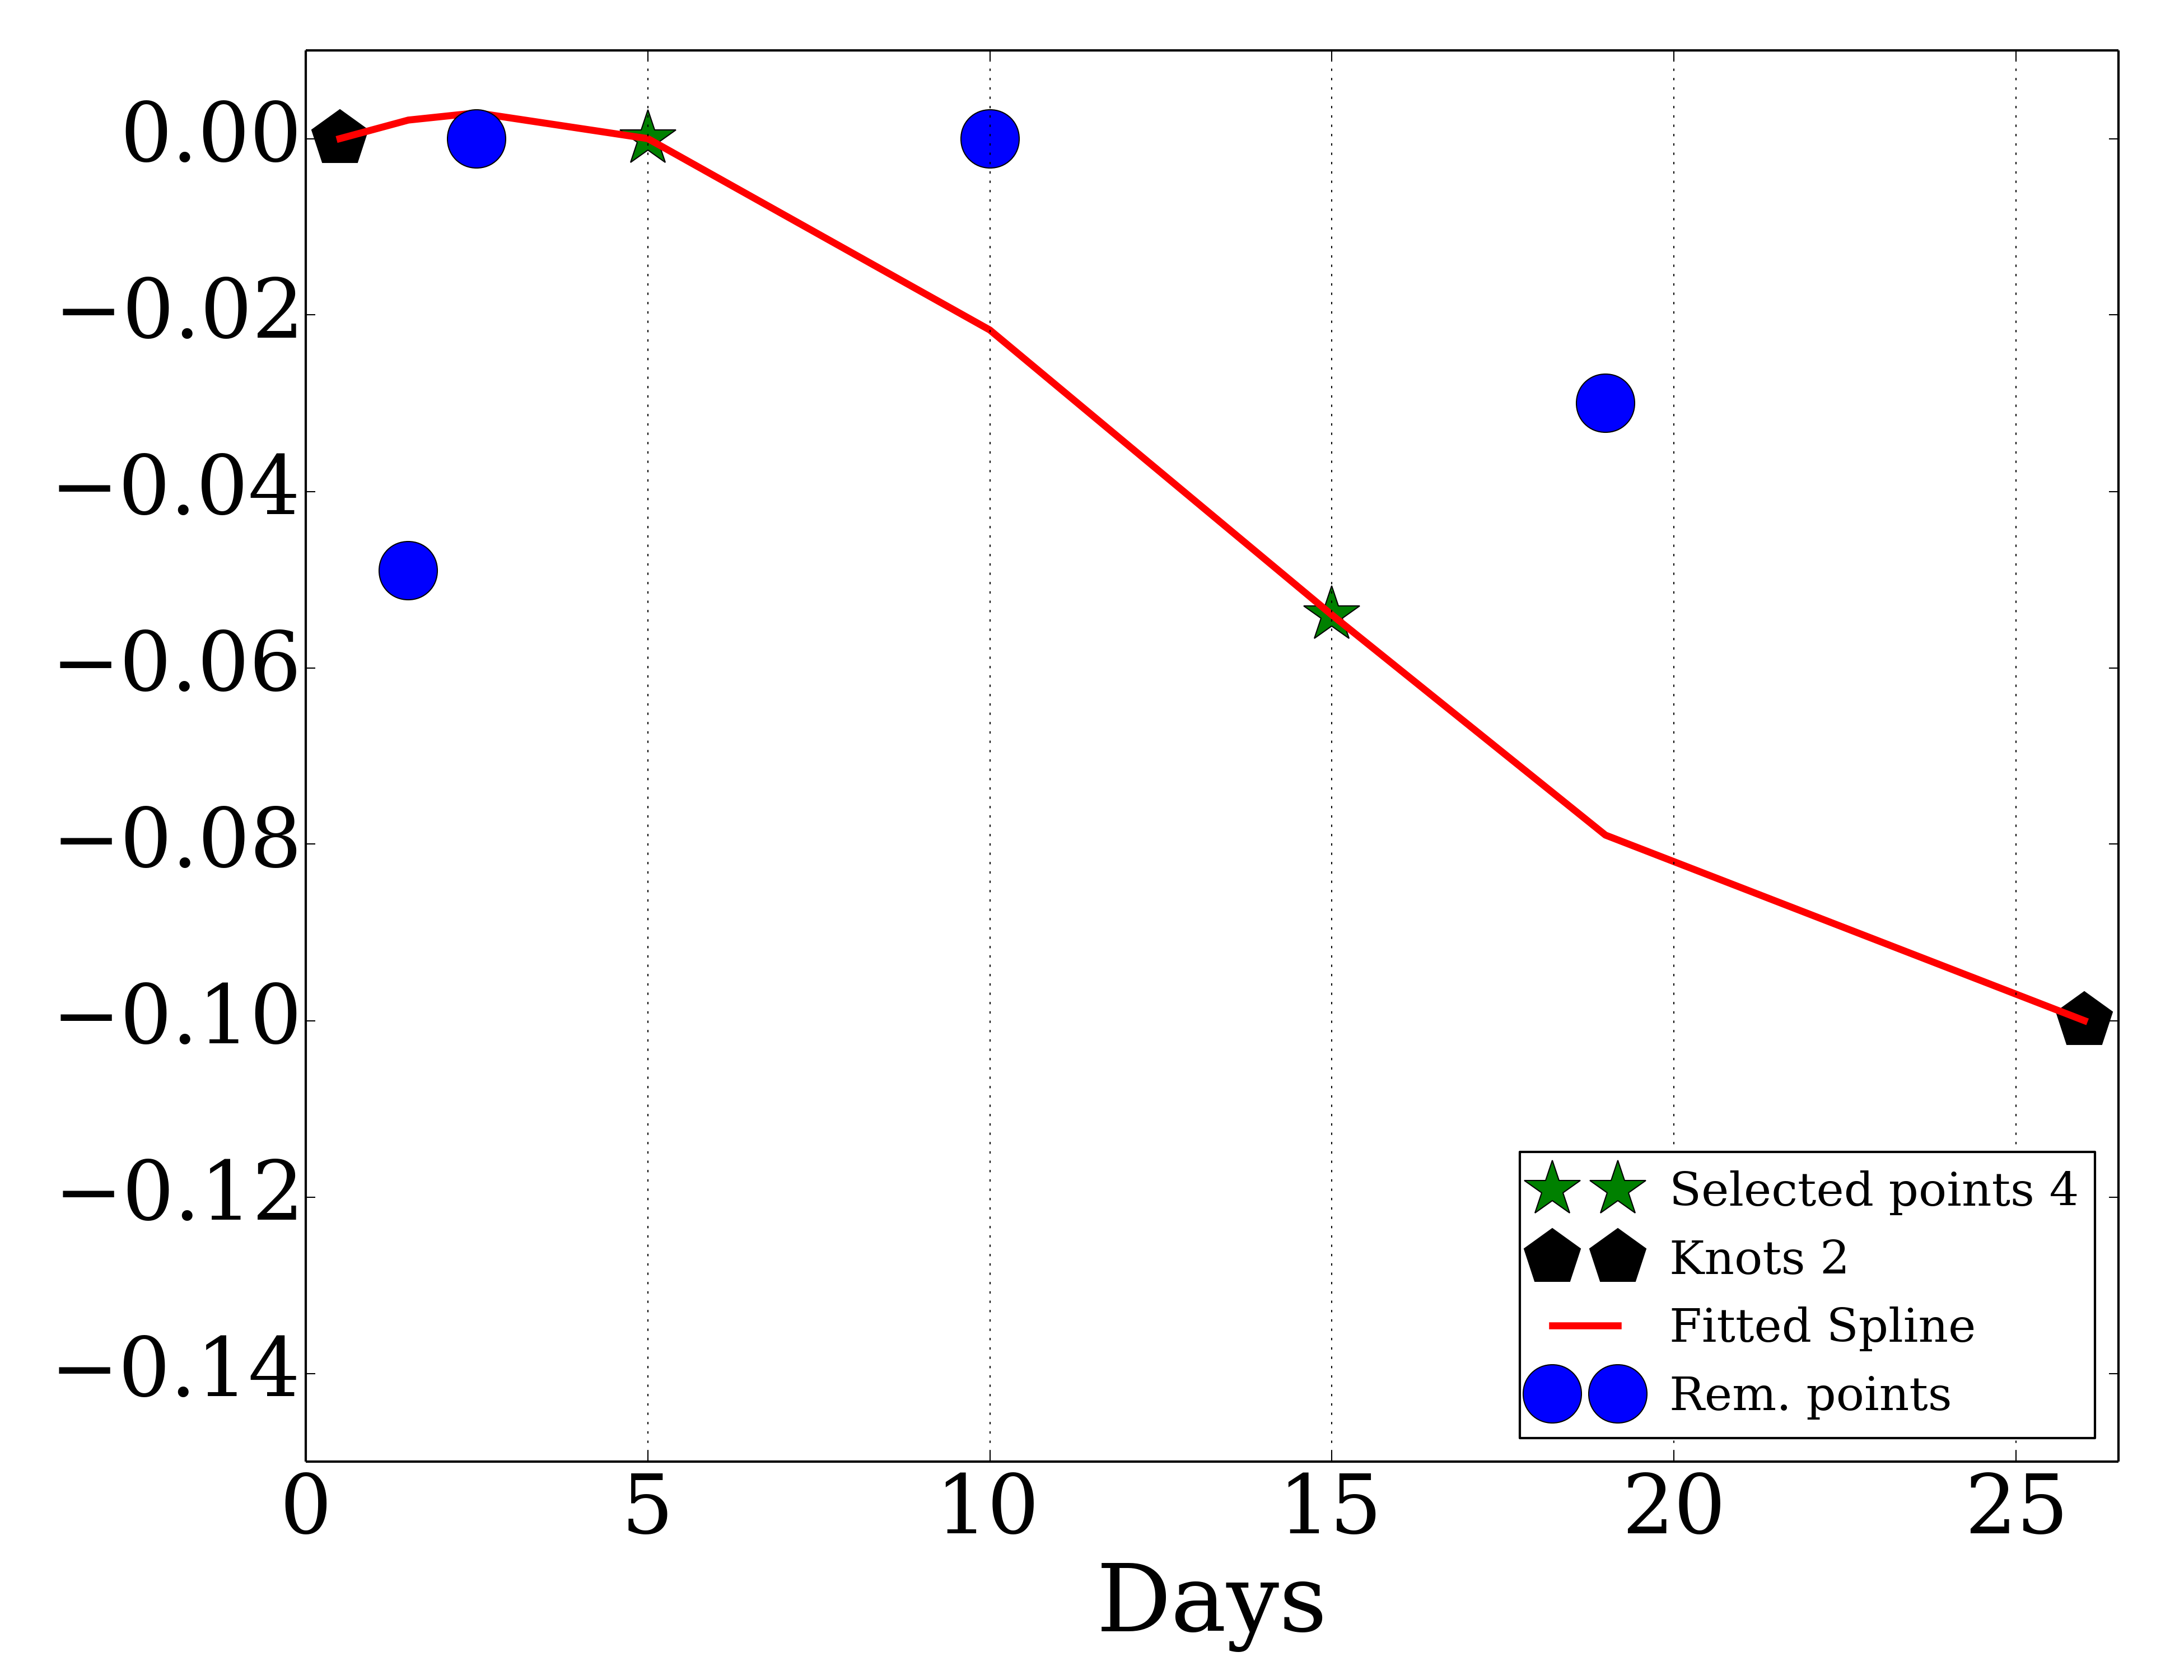 0.00
−0.02
−0.04
−0.06
−0.08
−0.10
−0.12
−0.14
Selected points 4
Knots 2
Fitted Spline
Rem. points
0 5 10 15 20 25
Days